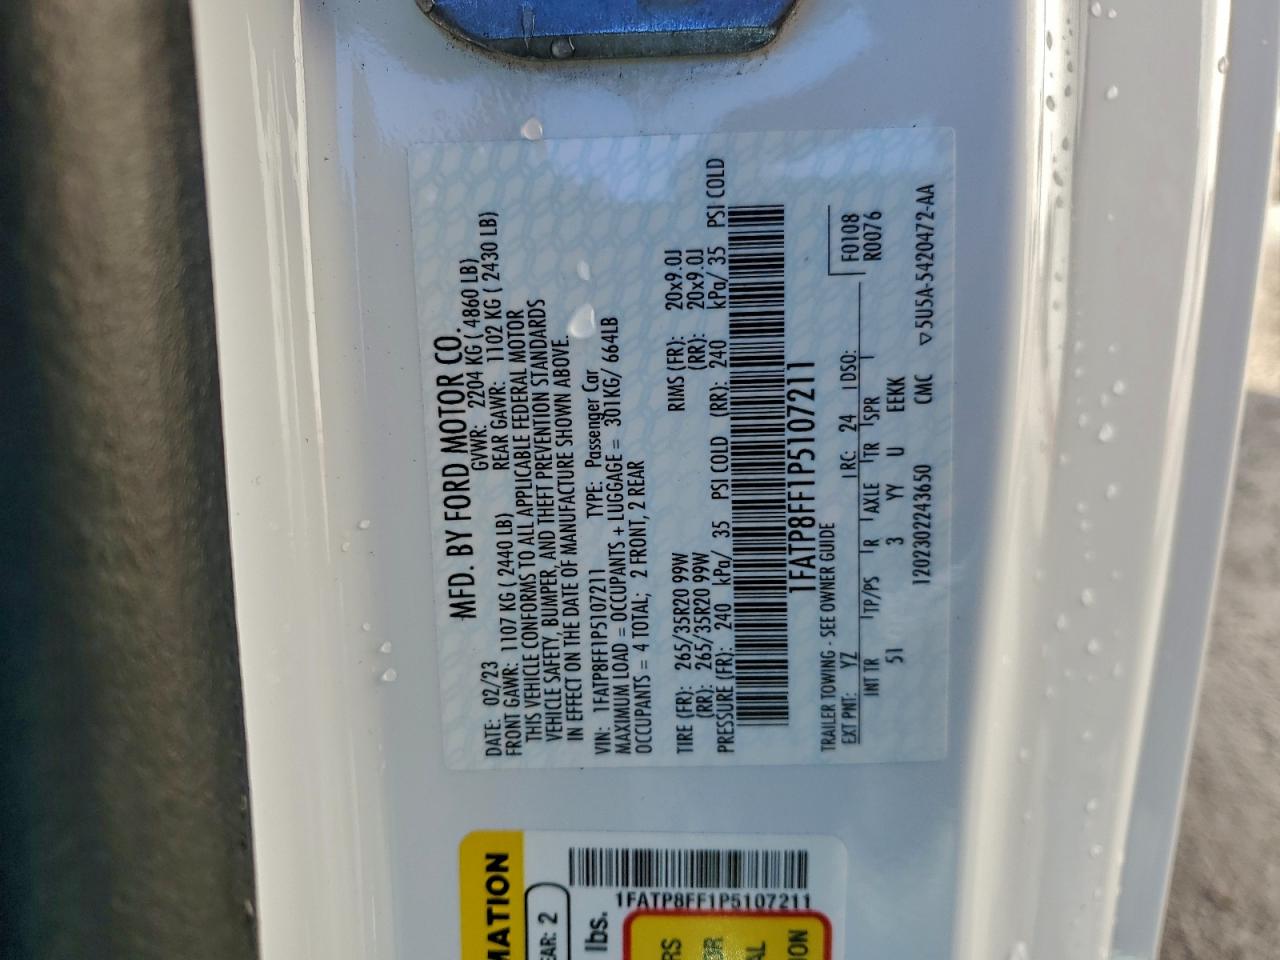 MFD. BY FORD MOTOR CO.
DATE: 02/23 GVWR: 2204 KG ( 4860 LB)
FRONT GAWR: 1107 KG ( 2440 LB) REAR GAWR: 1102 KG ( 2430 LB)
THIS VEHICLE CONFORMS TO ALL APPLICABLE FEDERAL MOTOR
VEHICLE SAFETY, BUMPER, AND THEFT PREVENTION STANDARDS
IN EFFECT ON THE DATE OF MANUFACTURE SHOWN ABOVE.
VIN: 1FATP8FF1P5107211 TYPE: Passenger Car
MAXIMUM LOAD = OCCUPANTS + LUGGAGE = 301KG/ 664LB
OCCUPANTS = 4 TOTAL; 2 FRONT, 2 REAR
TIRE (FR): 265/35R20 99W RIMS (FR): 20x9.0J
(RR): 265/35R20 99W (RR): 20x9.0J
PRESSURE (FR): 240 kPa/ 35 PSI COLD (RR): 240 kPa/ 35 PSI COLD
1FATP8FF1P5107211
TRAILER TOWING - SEE OWNER GUIDE
EXT PNT: YZ RC: 24 DSO: F0108
INT TR TP/PS R AXLE TR SPR R0076
51 3 YY U EEKK
1202302243650 CMC ▽5U5A-5420472-AA
MATION
EAR: 2
lbs.
1FATP8FF1P5107211
RS
OR
AL
ION